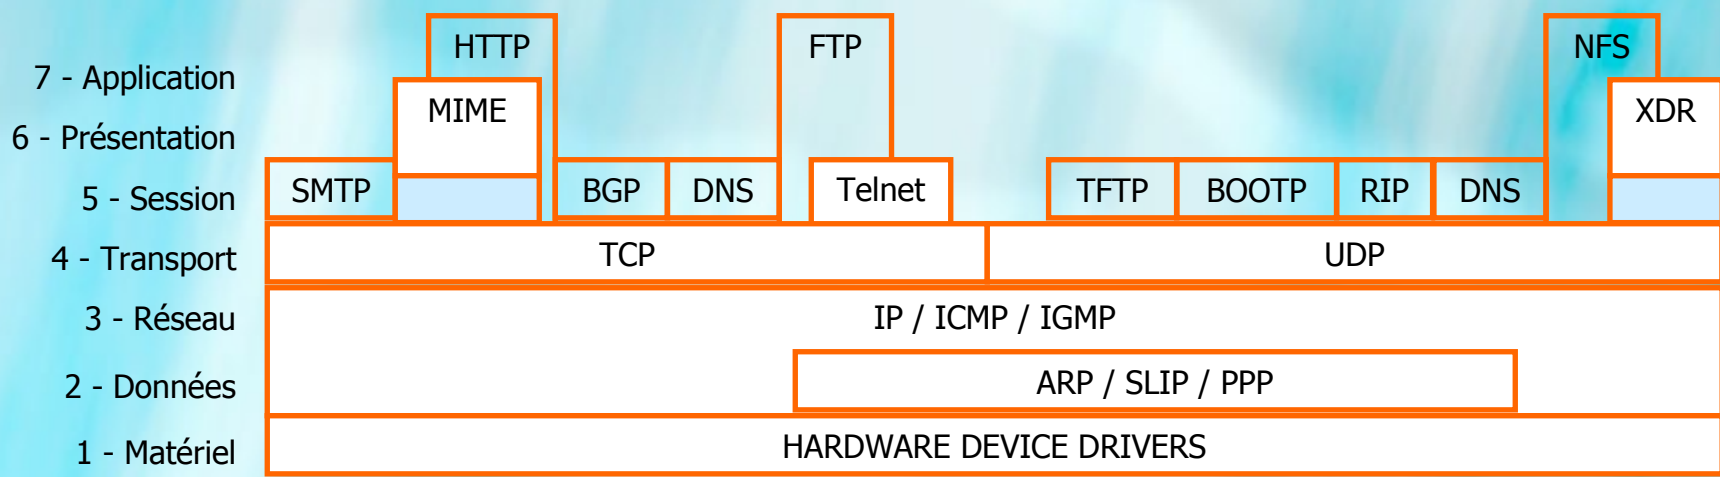 HTTP FTP NFS
7 - Application
MIME XDR
6 - Présentation
5 - Session SMTP BGP DNS Telnet TFTP BOOTP RIP DNS
4 - Transport TCP UDP
3 - Réseau IP / ICMP / IGMP
2 - Données ARP / SLIP / PPP
1 - Matériel HARDWARE DEVICE DRIVERS